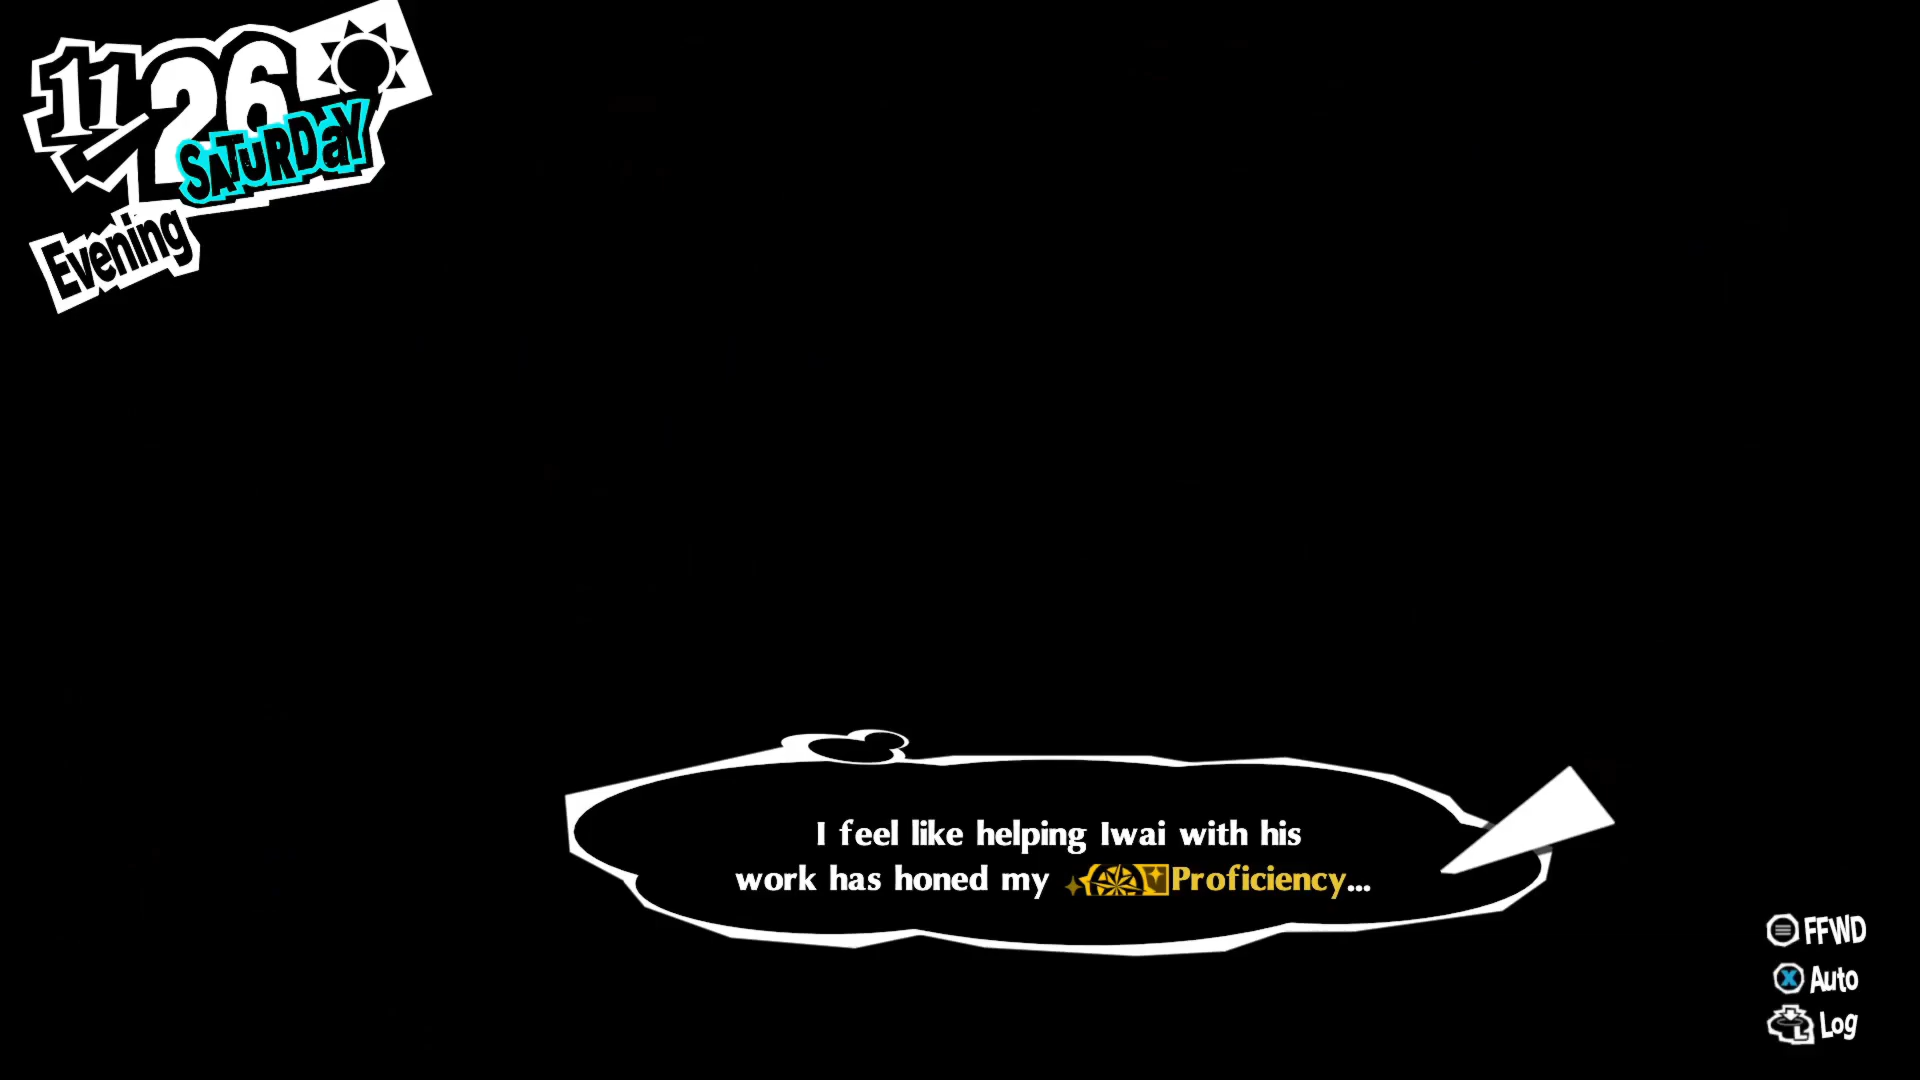 11/26
SATURDaY
Evening
I feel like helping Iwai with his
work has honed my Proficiency...
FFWD
X Auto
L Log